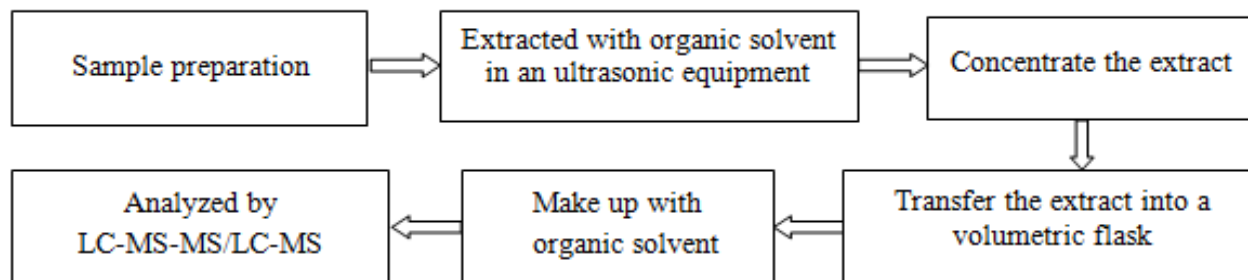 Sample preparation
Extracted with organic solvent
in an ultrasonic equipment
Concentrate the extract
Transfer the extract into a
volumetric flask
Make up with
organic solvent
Analyzed by
LC-MS-MS/LC-MS